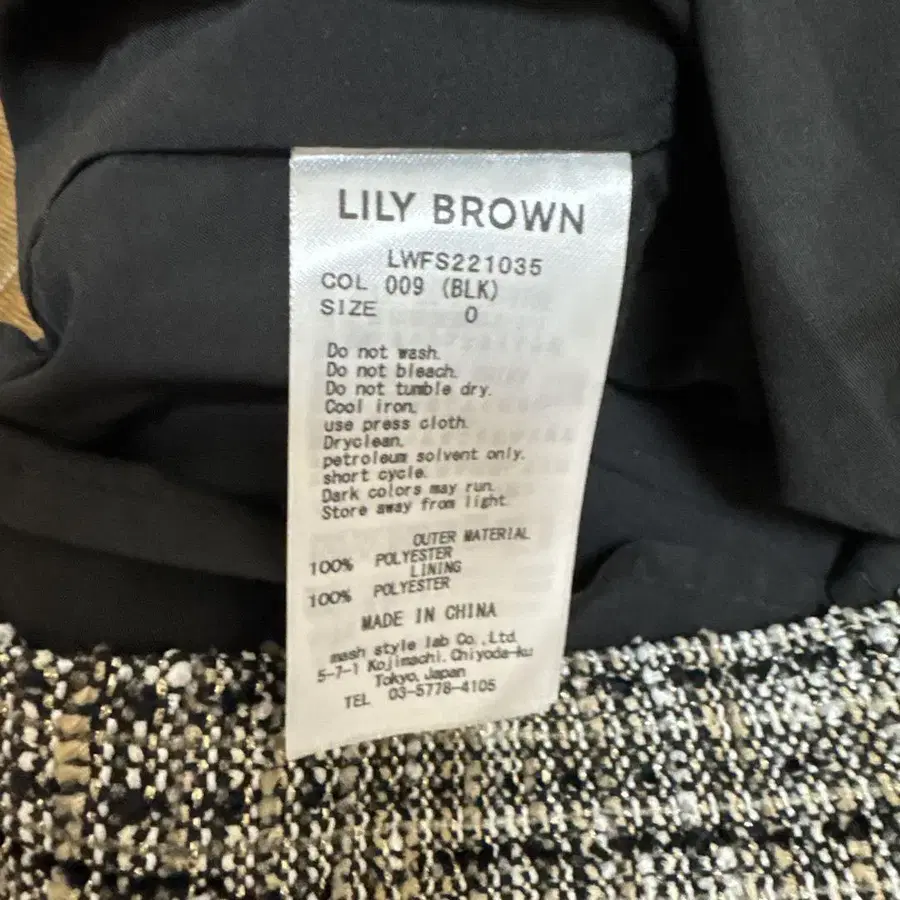 LILY BROWN
LWFS221035
COL 009 (BLK)
SIZE 0
Do not wash.
Do not bleach.
Do not tumble dry.
Cool iron.
use press cloth.
Dryclean.
petroleum solvent only.
short cycle.
Dark colors may run.
Store away from light.
OUTER MATERIAL
100% POLYESTER
LINING
100% POLYESTER
MADE IN CHINA
mash style lab Co.,Ltd.
5-7-1 Kojimachi, Chiyoda-ku
Tokyo, Japan
TEL 03-5778-4105